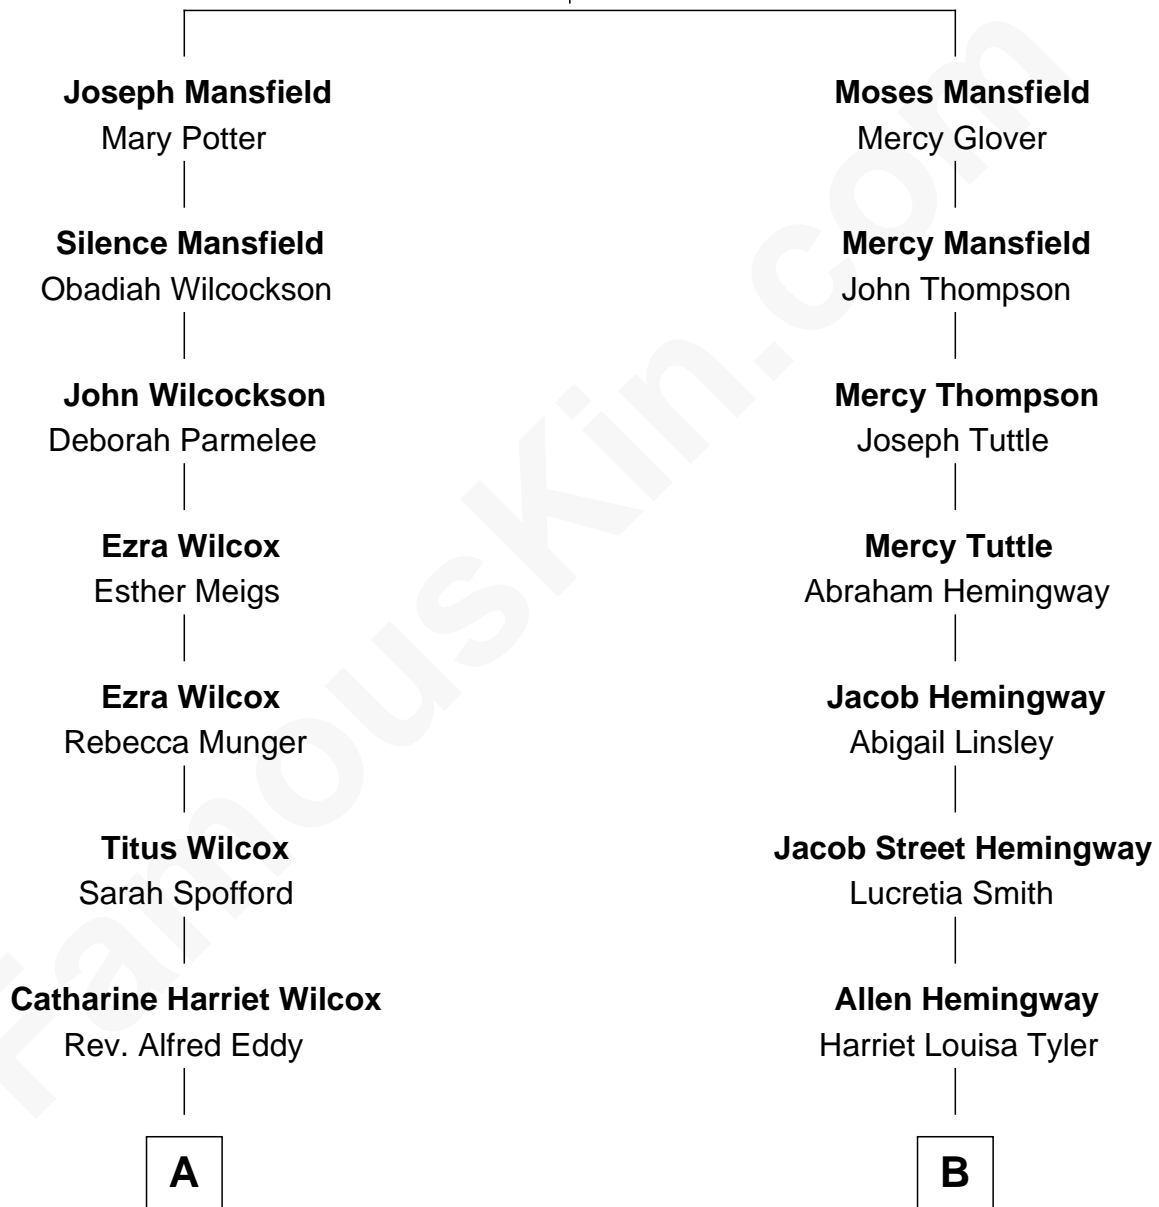 Joseph Mansfield
Mary Potter
Moses Mansfield
Mercy Glover
Silence Mansfield
Obadiah Wilcockson
Mercy Mansfield
John Thompson
John Wilcockson
Deborah Parmelee
Mercy Thompson
Joseph Tuttle
Ezra Wilcox
Esther Meigs
Mercy Tuttle
Abraham Hemingway
Ezra Wilcox
Rebecca Munger
Jacob Hemingway
Abigail Linsley
Titus Wilcox
Sarah Spofford
Jacob Street Hemingway
Lucretia Smith
Catharine Harriet Wilcox
Rev. Alfred Eddy
Allen Hemingway
Harriet Louisa Tyler
A
B
FamousKin.com